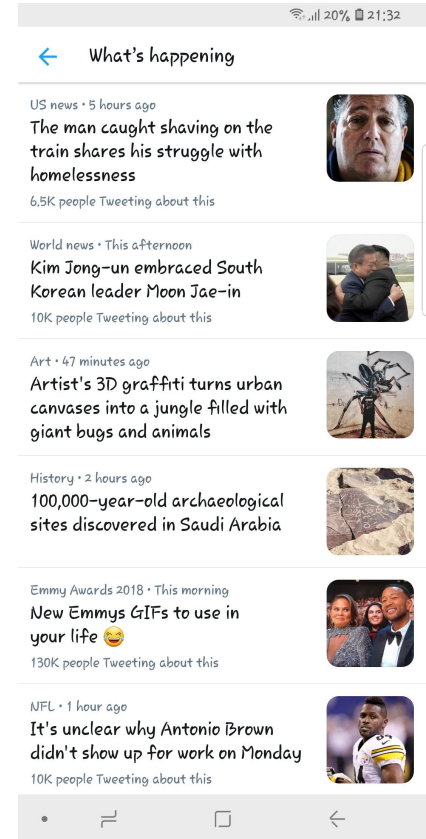 20% 21:32
What's happening
US news • 5 hours ago
The man caught shaving on the
train shares his struggle with
homelessness
6.5K people Tweeting about this
World news • This afternoon
Kim Jong-un embraced South
Korean leader Moon Jae-in
10K people Tweeting about this
Art • 47 minutes ago
Artist's 3D graffiti turns urban
canvases into a jungle filled with
giant bugs and animals
History • 2 hours ago
100,000-year-old archaeological
sites discovered in Saudi Arabia
Emmy Awards 2018 • This morning
New Emmys GIFs to use in
your life 😆
130K people Tweeting about this
NFL • 1 hour ago
It's unclear why Antonio Brown
didn't show up for work on Monday
10K people Tweeting about this